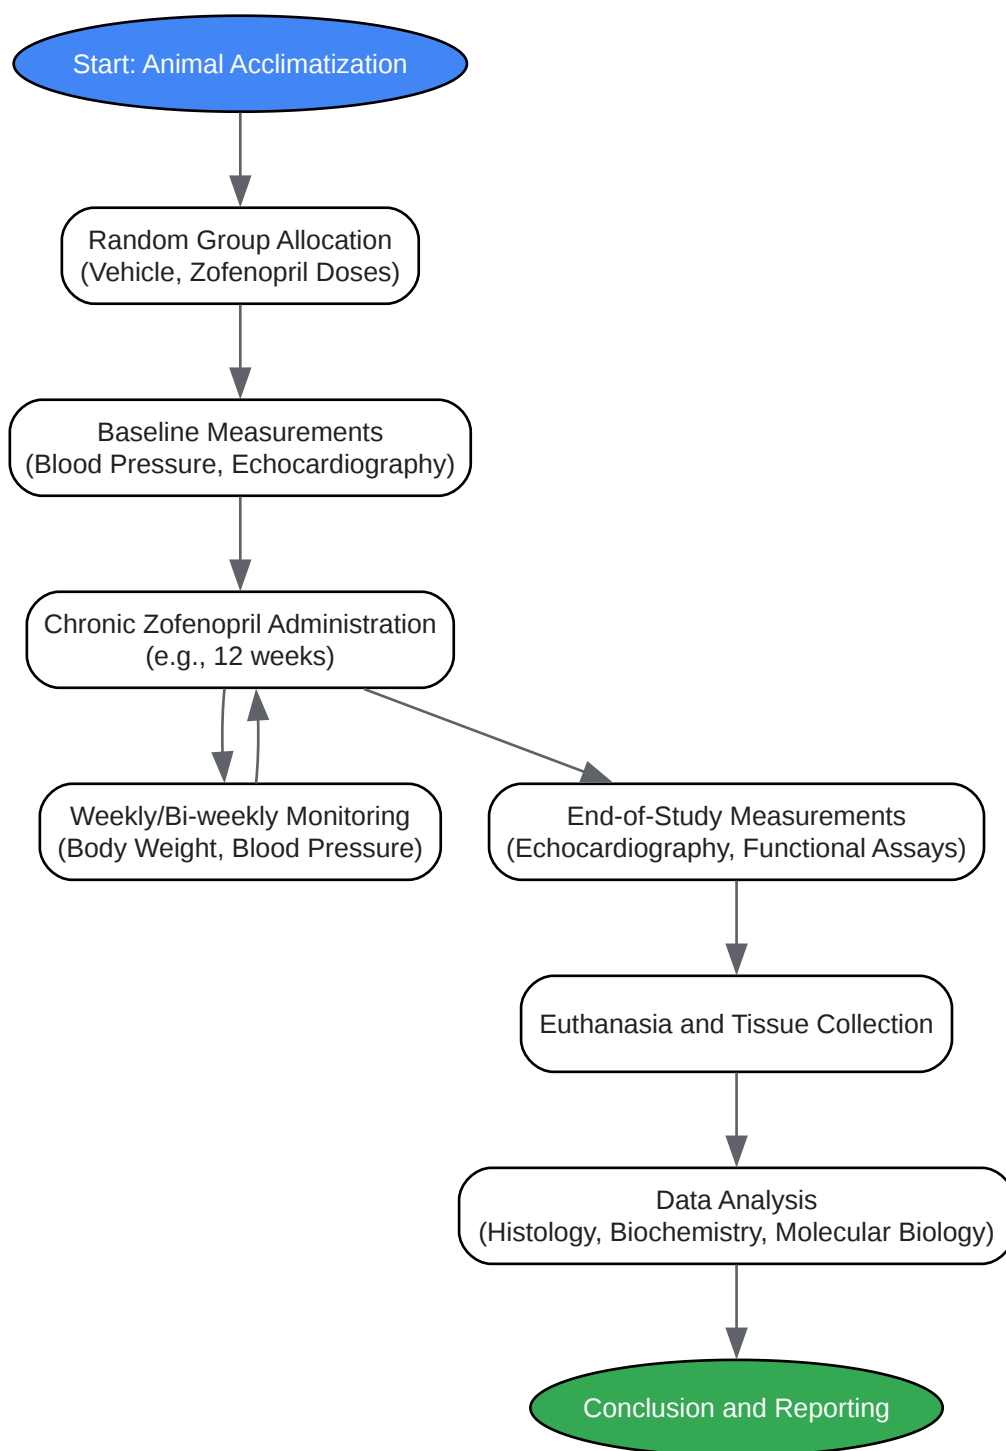 Start: Animal Acclimatization
Random Group Allocation
(Vehicle, Zofenopril Doses)
Baseline Measurements
(Blood Pressure, Echocardiography)
Chronic Zofenopril Administration
(e.g., 12 weeks)
Weekly/Bi-weekly Monitoring
(Body Weight, Blood Pressure)
End-of-Study Measurements
(Echocardiography, Functional Assays)
Euthanasia and Tissue Collection
Data Analysis
(Histology, Biochemistry, Molecular Biology)
Conclusion and Reporting